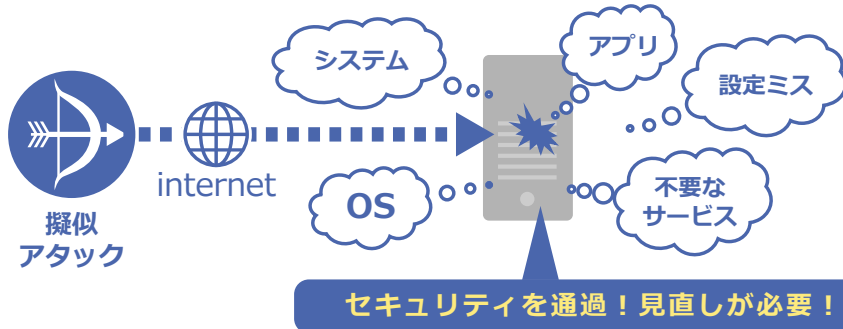 システム
アプリ
設定ミス
internet
OS
不要な
サービス
擬似
アタック
セキュリティを通過！見直しが必要！